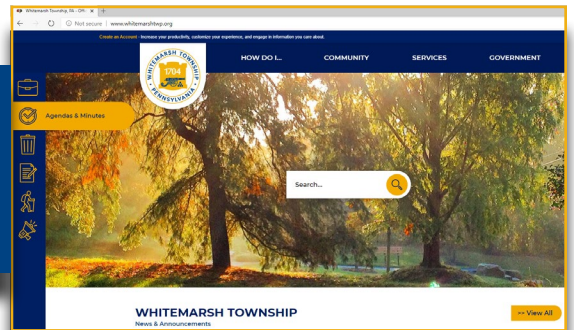 Whitemarsh Township, PA - Offi
Not secure | www.whitemarshtwp.org
Create an Account - Increase your productivity, customize your experience, and engage in information you care about.
WHITEMARSH TOWNSHIP
1704
PENNSYLVANIA
HOW DO I... COMMUNITY SERVICES GOVERNMENT
Agendas & Minutes
Search...
WHITEMARSH TOWNSHIP
News & Announcements
>> View All